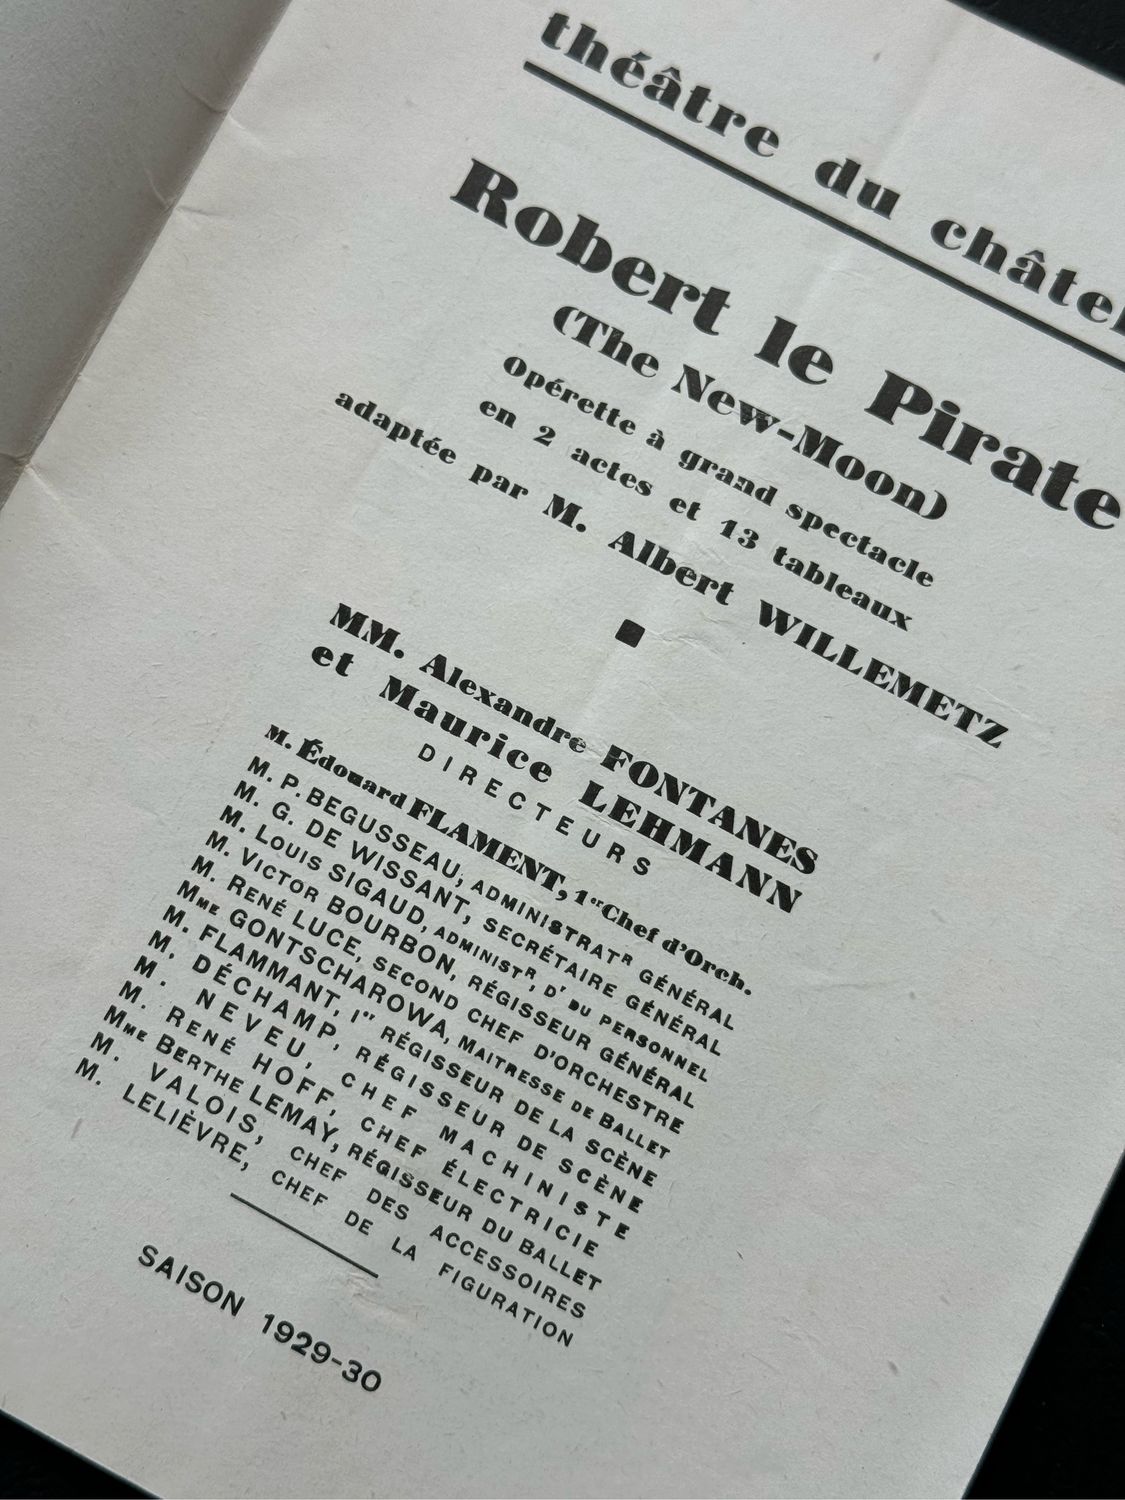 théâtre du châtel
Robert le Pirate
(The New-Moon)
Opérette à grand spectacle
en 2 actes et 13 tableaux
adaptée par M. Albert WILLEMETZ
MM. Alexandre FONTANES
et Maurice LEHMANN
DIRECTEURS
M. Édouard FLAMENT, 1er Chef d'Orch.
M. P. BEGUSSEAU, ADMINISTRATR GÉNÉRAL
M. G. DE WISSANT, SECRÉTAIRE GÉNÉRAL
M. LOUIS SIGAUD, ADMINISTR, Dr DU PERSONNEL
M. VICTOR BOURBON, RÉGISSEUR GÉNÉRAL
M. RENÉ LUCE, SECOND CHEF D'ORCHESTRE
MME GONTSCHAROWA, MAITRESSE DE BALLET
M. FLAMMANT, 1er RÉGISSEUR DE LA SCÈNE
M. DÉCHAMP, RÉGISSEUR DE SCÈNE
M. NEVEU, CHEF MACHINISTE
M. RENÉ HOFF, CHEF ÉLECTRICIE
MME BERTHE LEMAY, RÉGISSEUR DU BALLET
M. VALOIS, CHEF DES ACCESSOIRES
M. LELIÈVRE, CHEF DE LA FIGURATION
SAISON 1929-30